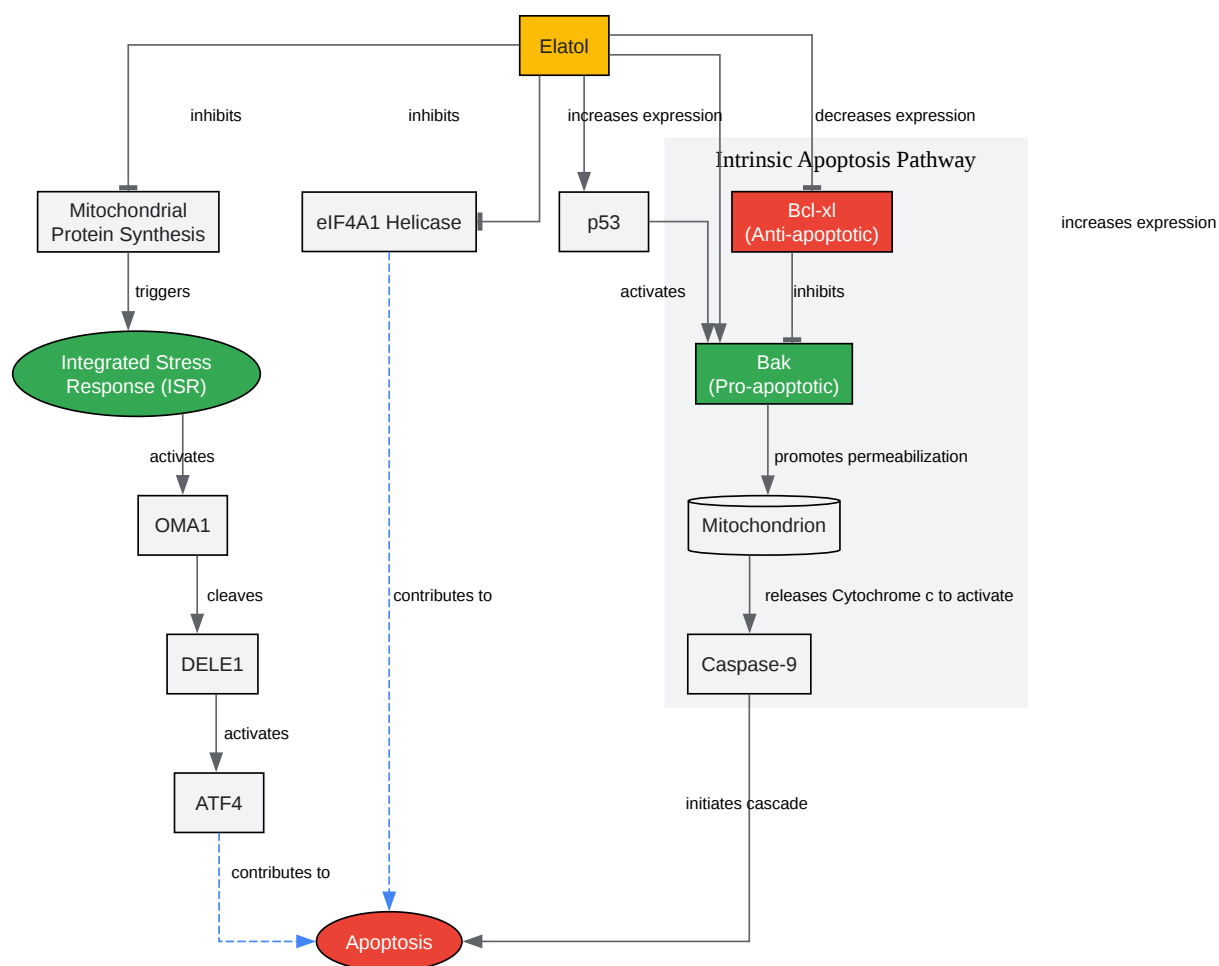 Elatol
inhibits
inhibits
increases expression
decreases expression
Intrinsic Apoptosis Pathway
Mitochondrial
Protein Synthesis
eIF4A1 Helicase
p53
Bcl-xl
(Anti-apoptotic)
increases expression
triggers
activates
inhibits
Integrated Stress
Response (ISR)
Bak
(Pro-apoptotic)
activates
promotes permeabilization
OMA1
Mitochondrion
cleaves
contributes to
releases Cytochrome c to activate
DELE1
Caspase-9
activates
ATF4
initiates cascade
contributes to
Apoptosis